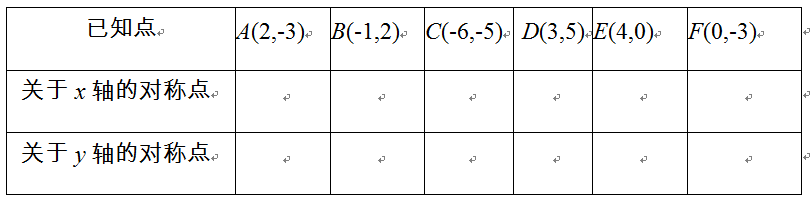 已知点 A(2,-3) B(-1,2) C(-6,-5) D(3,5) E(4,0) F(0,-3)
关于 x 轴的对称点
关于 y 轴的对称点